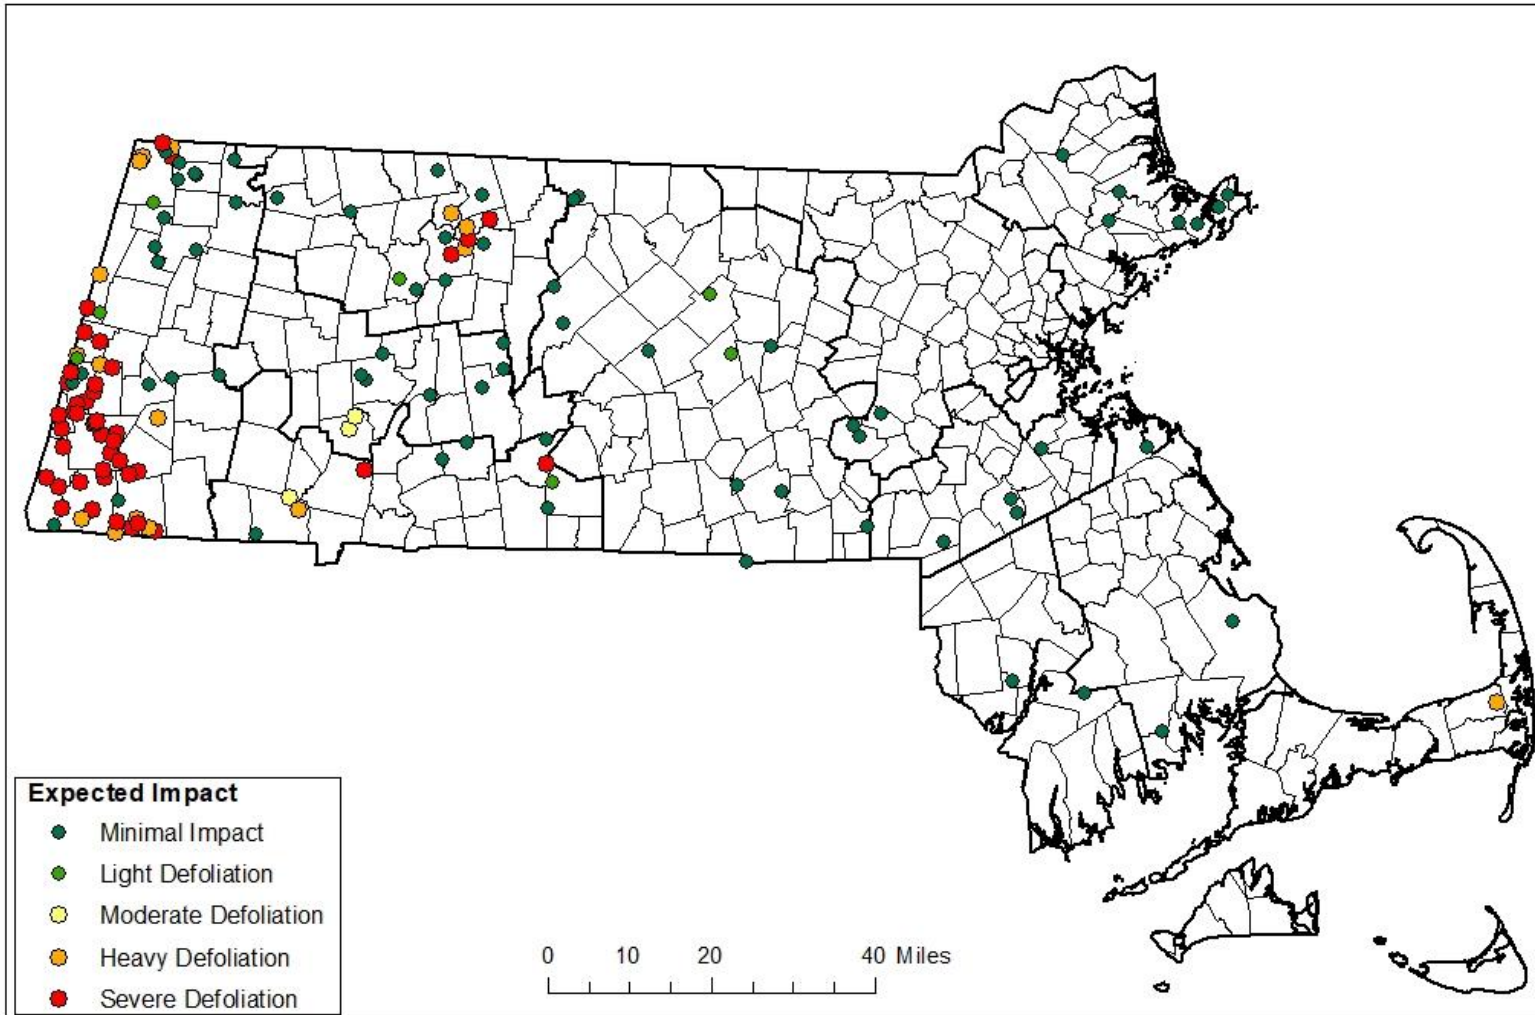 Expected Impact
Minimal Impact
Light Defoliation
Moderate Defoliation
Heavy Defoliation
Severe Defoliation
0 10 20 40 Miles